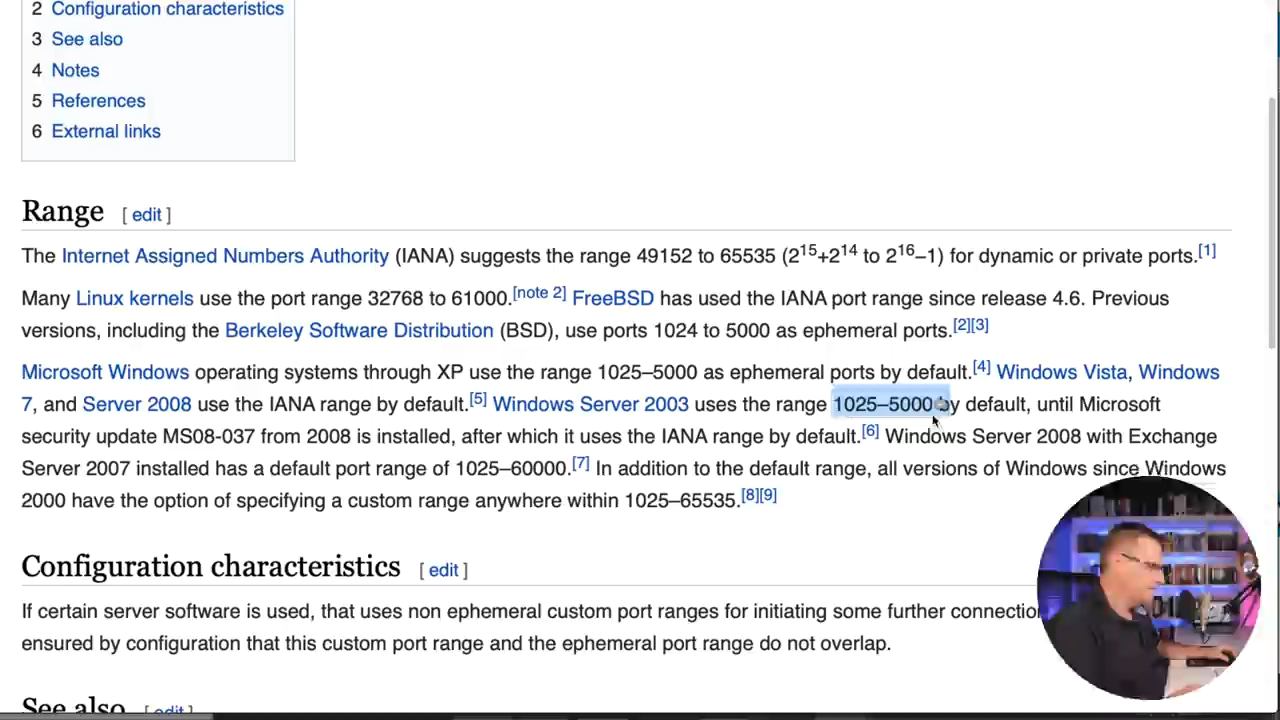 2 Configuration characteristics
3 See also
4 Notes
5 References
6 External links
Range [ edit ]
The Internet Assigned Numbers Authority (IANA) suggests the range 49152 to 65535 (2^15+2^14 to 2^16−1) for dynamic or private ports.[1]
Many Linux kernels use the port range 32768 to 61000.[note 2] FreeBSD has used the IANA port range since release 4.6. Previous
versions, including the Berkeley Software Distribution (BSD), use ports 1024 to 5000 as ephemeral ports.[2][3]
Microsoft Windows operating systems through XP use the range 1025–5000 as ephemeral ports by default.[4] Windows Vista, Windows
7, and Server 2008 use the IANA range by default.[5] Windows Server 2003 uses the range 1025–5000 by default, until Microsoft
security update MS08-037 from 2008 is installed, after which it uses the IANA range by default.[6] Windows Server 2008 with Exchange
Server 2007 installed has a default port range of 1025–60000.[7] In addition to the default range, all versions of Windows since Windows
2000 have the option of specifying a custom range anywhere within 1025–65535.[8][9]
Configuration characteristics [ edit ]
If certain server software is used, that uses non ephemeral custom port ranges for initiating some further connection
ensured by configuration that this custom port range and the ephemeral port range do not overlap.
See also [ edit ]